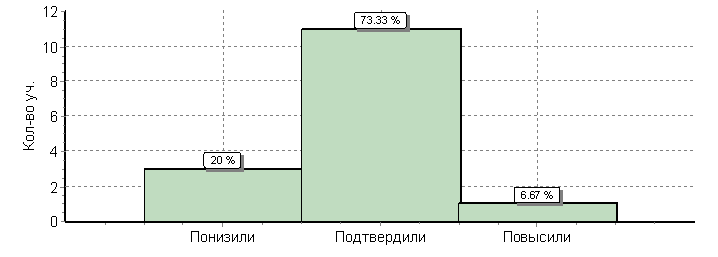 12
10
8
6
4
2
0
Кол-во уч.
73.33 %
20 %
6.67 %
Понизили
Подтвердили
Повысили